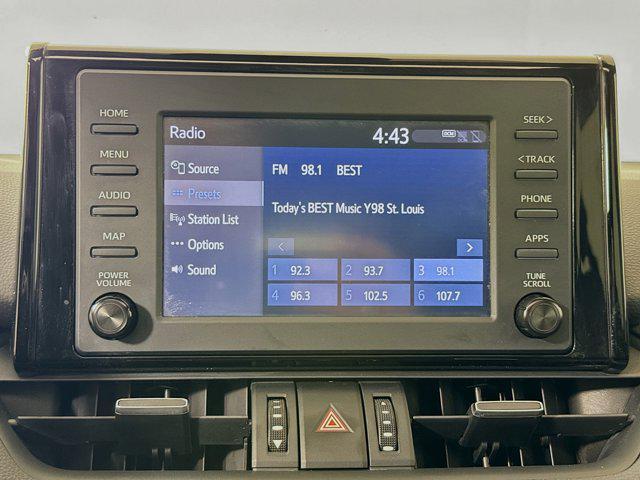 HOME
MENU
AUDIO
MAP
POWER
VOLUME
Radio
4:43
DCM
Source
Presets
Station List
Options
Sound
FM 98.1 BEST
Today's BEST Music Y98 St. Louis
< >
1 92.3 2 93.7 3 98.1
4 96.3 5 102.5 6 107.7
SEEK >
< TRACK
PHONE
APPS
TUNE
SCROLL